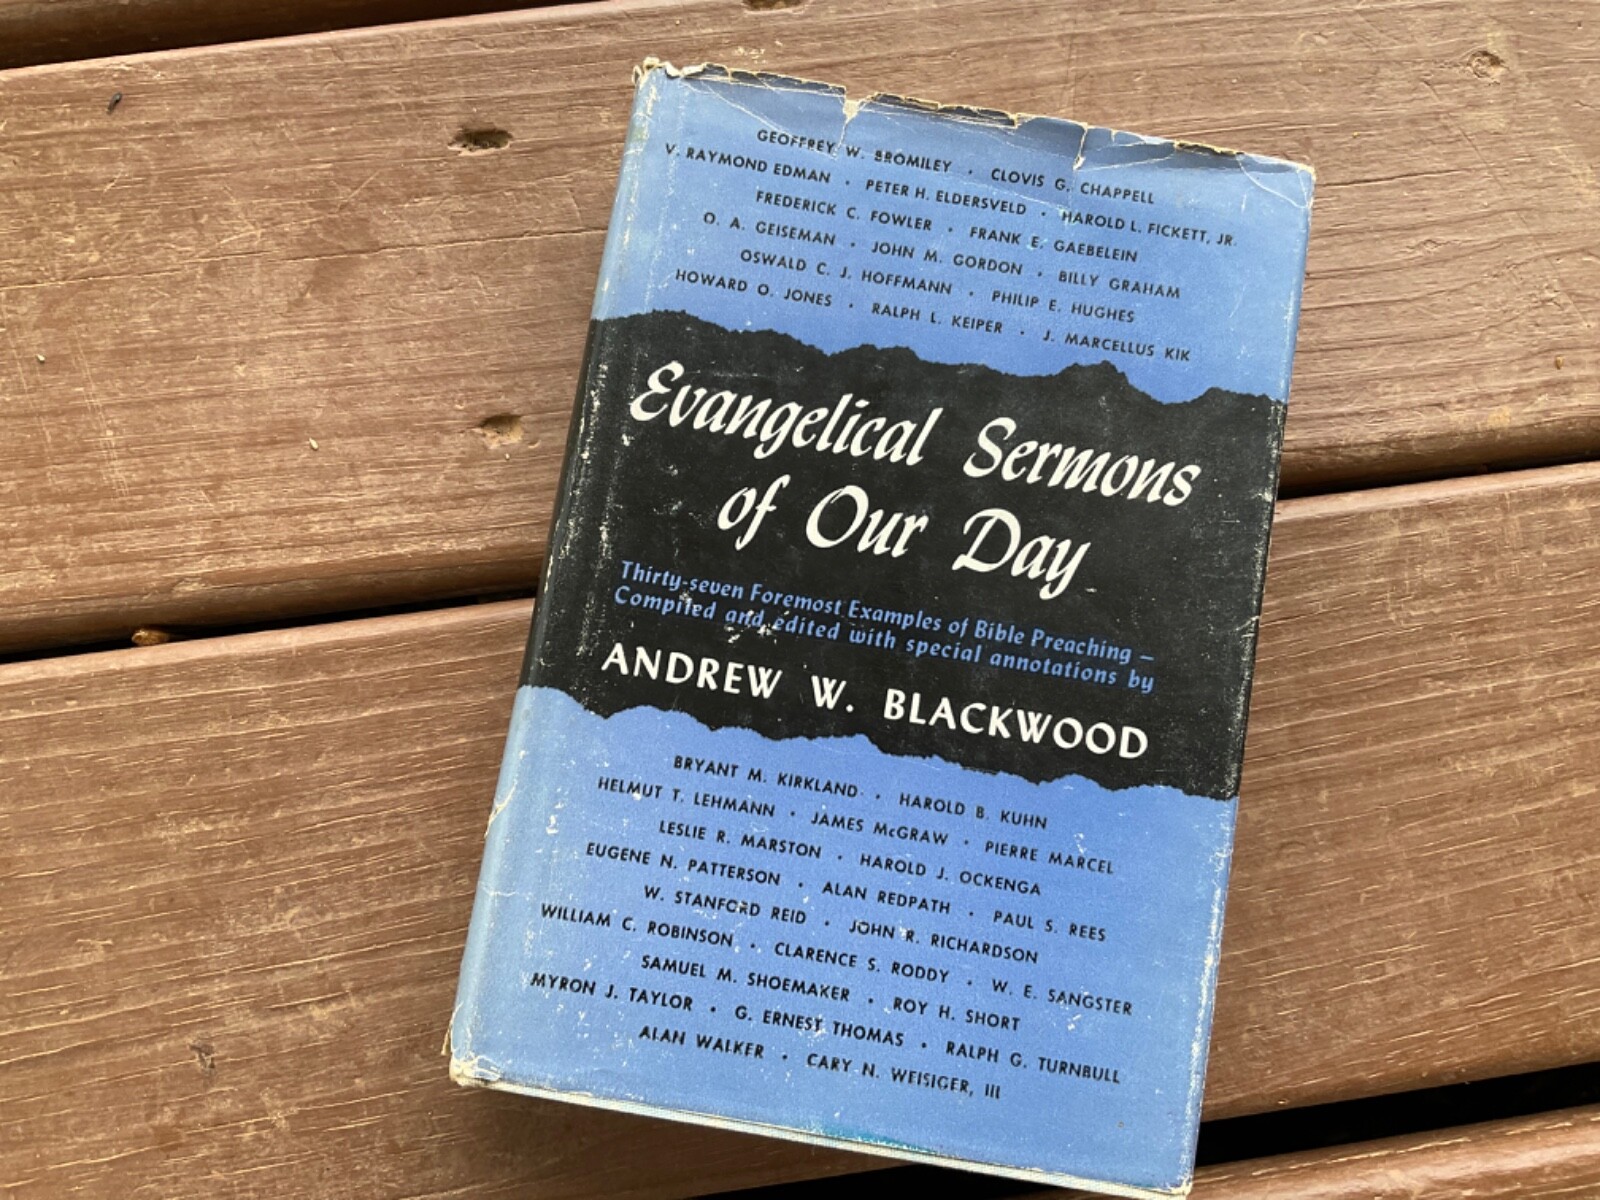 GEOFFREY W. BROMILEY · CLOVIS G. CHAPPELL
V. RAYMOND EDMAN · PETER H. ELDERSVELD · HAROLD L. FICKETT, JR.
FREDERICK C. FOWLER · FRANK E. GAEBELEIN
O. A. GEISEMAN · JOHN M. GORDON · BILLY GRAHAM
OSWALD C. J. HOFFMANN · PHILIP E. HUGHES
HOWARD O. JONES · RALPH L. KEIPER · J. MARCELLUS KIK
Evangelical Sermons
of Our Day
Thirty-seven Foremost Examples of Bible Preaching –
Compiled and edited with special annotations by
ANDREW W. BLACKWOOD
BRYANT M. KIRKLAND · HAROLD B. KUHN
HELMUT T. LEHMANN · JAMES McGRAW · PIERRE MARCEL
LESLIE R. MARSTON · HAROLD J. OCKENGA
EUGENE N. PATTERSON · ALAN REDPATH · PAUL S. REES
W. STANFORD REID · JOHN R. RICHARDSON
WILLIAM C. ROBINSON · CLARENCE S. RODDY · W. E. SANGSTER
SAMUEL M. SHOEMAKER · ROY H. SHORT
MYRON J. TAYLOR · G. ERNEST THOMAS · RALPH G. TURNBULL
ALAN WALKER · CARY N. WEISIGER, III